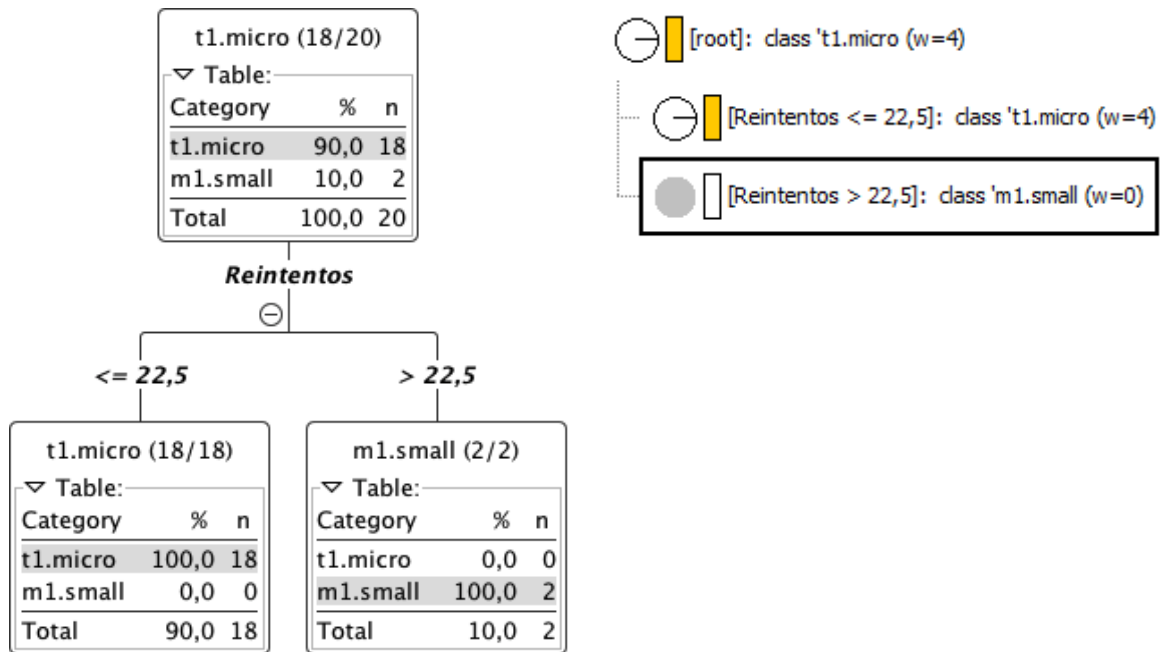 t1.micro (18/20)
Table:
Category % n
t1.micro 90,0 18
m1.small 10,0 2
Total 100,0 20
Reintentos
<= 22,5
> 22,5
t1.micro (18/18)
Table:
Category % n
t1.micro 100,0 18
m1.small 0,0 0
Total 90,0 18
m1.small (2/2)
Table:
Category % n
t1.micro 0,0 0
m1.small 100,0 2
Total 10,0 2
[root]: class 't1.micro (w=4)
[Reintentos <= 22,5]: class 't1.micro (w=4)
[Reintentos > 22,5]: class 'm1.small (w=0)